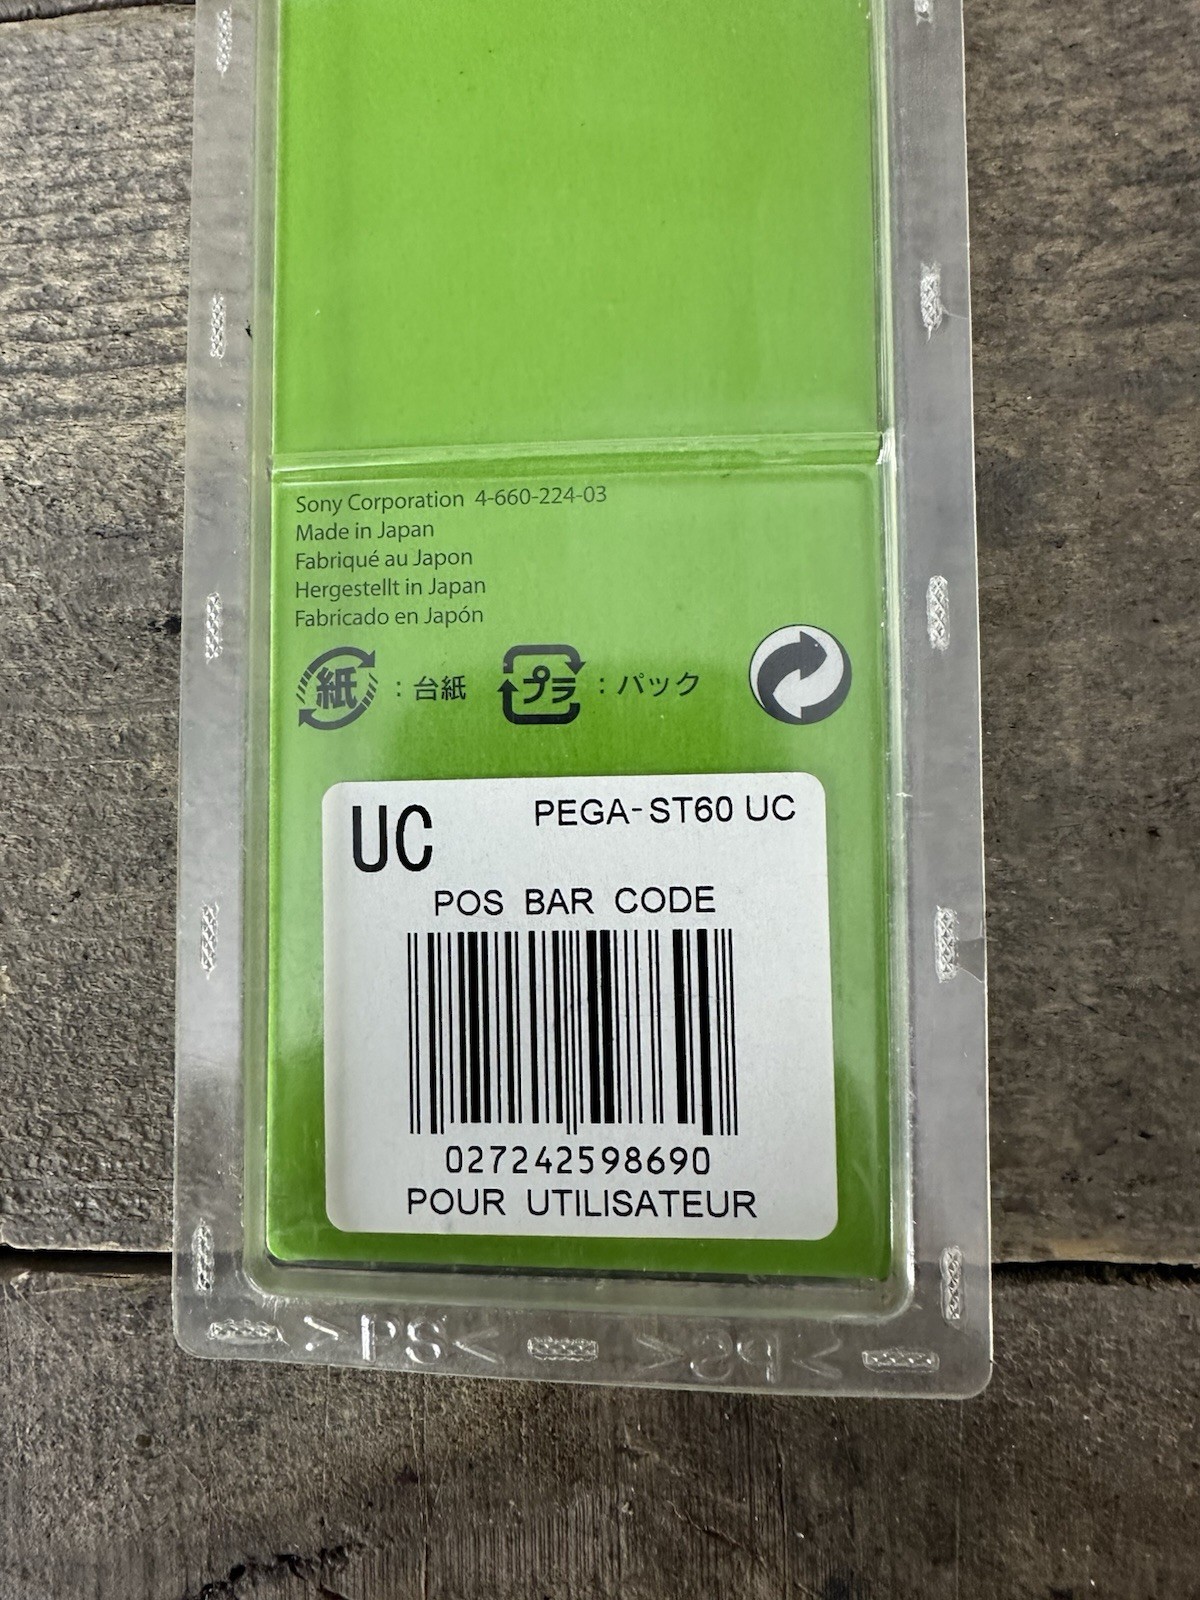 Sony Corporation 4-660-224-03
Made in Japan
Fabriqué au Japon
Hergestellt in Japan
Fabricado en Japón
紙 : 台紙 プラ : パック
UC PEGA-ST60 UC
POS BAR CODE
027242598690
POUR UTILISATEUR
>PS< >PS<